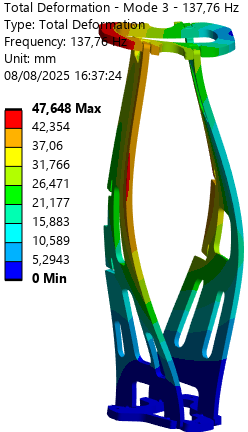 Total Deformation - Mode 3 - 137,76 Hz
Type: Total Deformation
Frequency: 137,76 Hz
Unit: mm
08/08/2025 16:37:24
47,648 Max
42,354
37,06
31,766
26,471
21,177
15,883
10,589
5,2943
0 Min